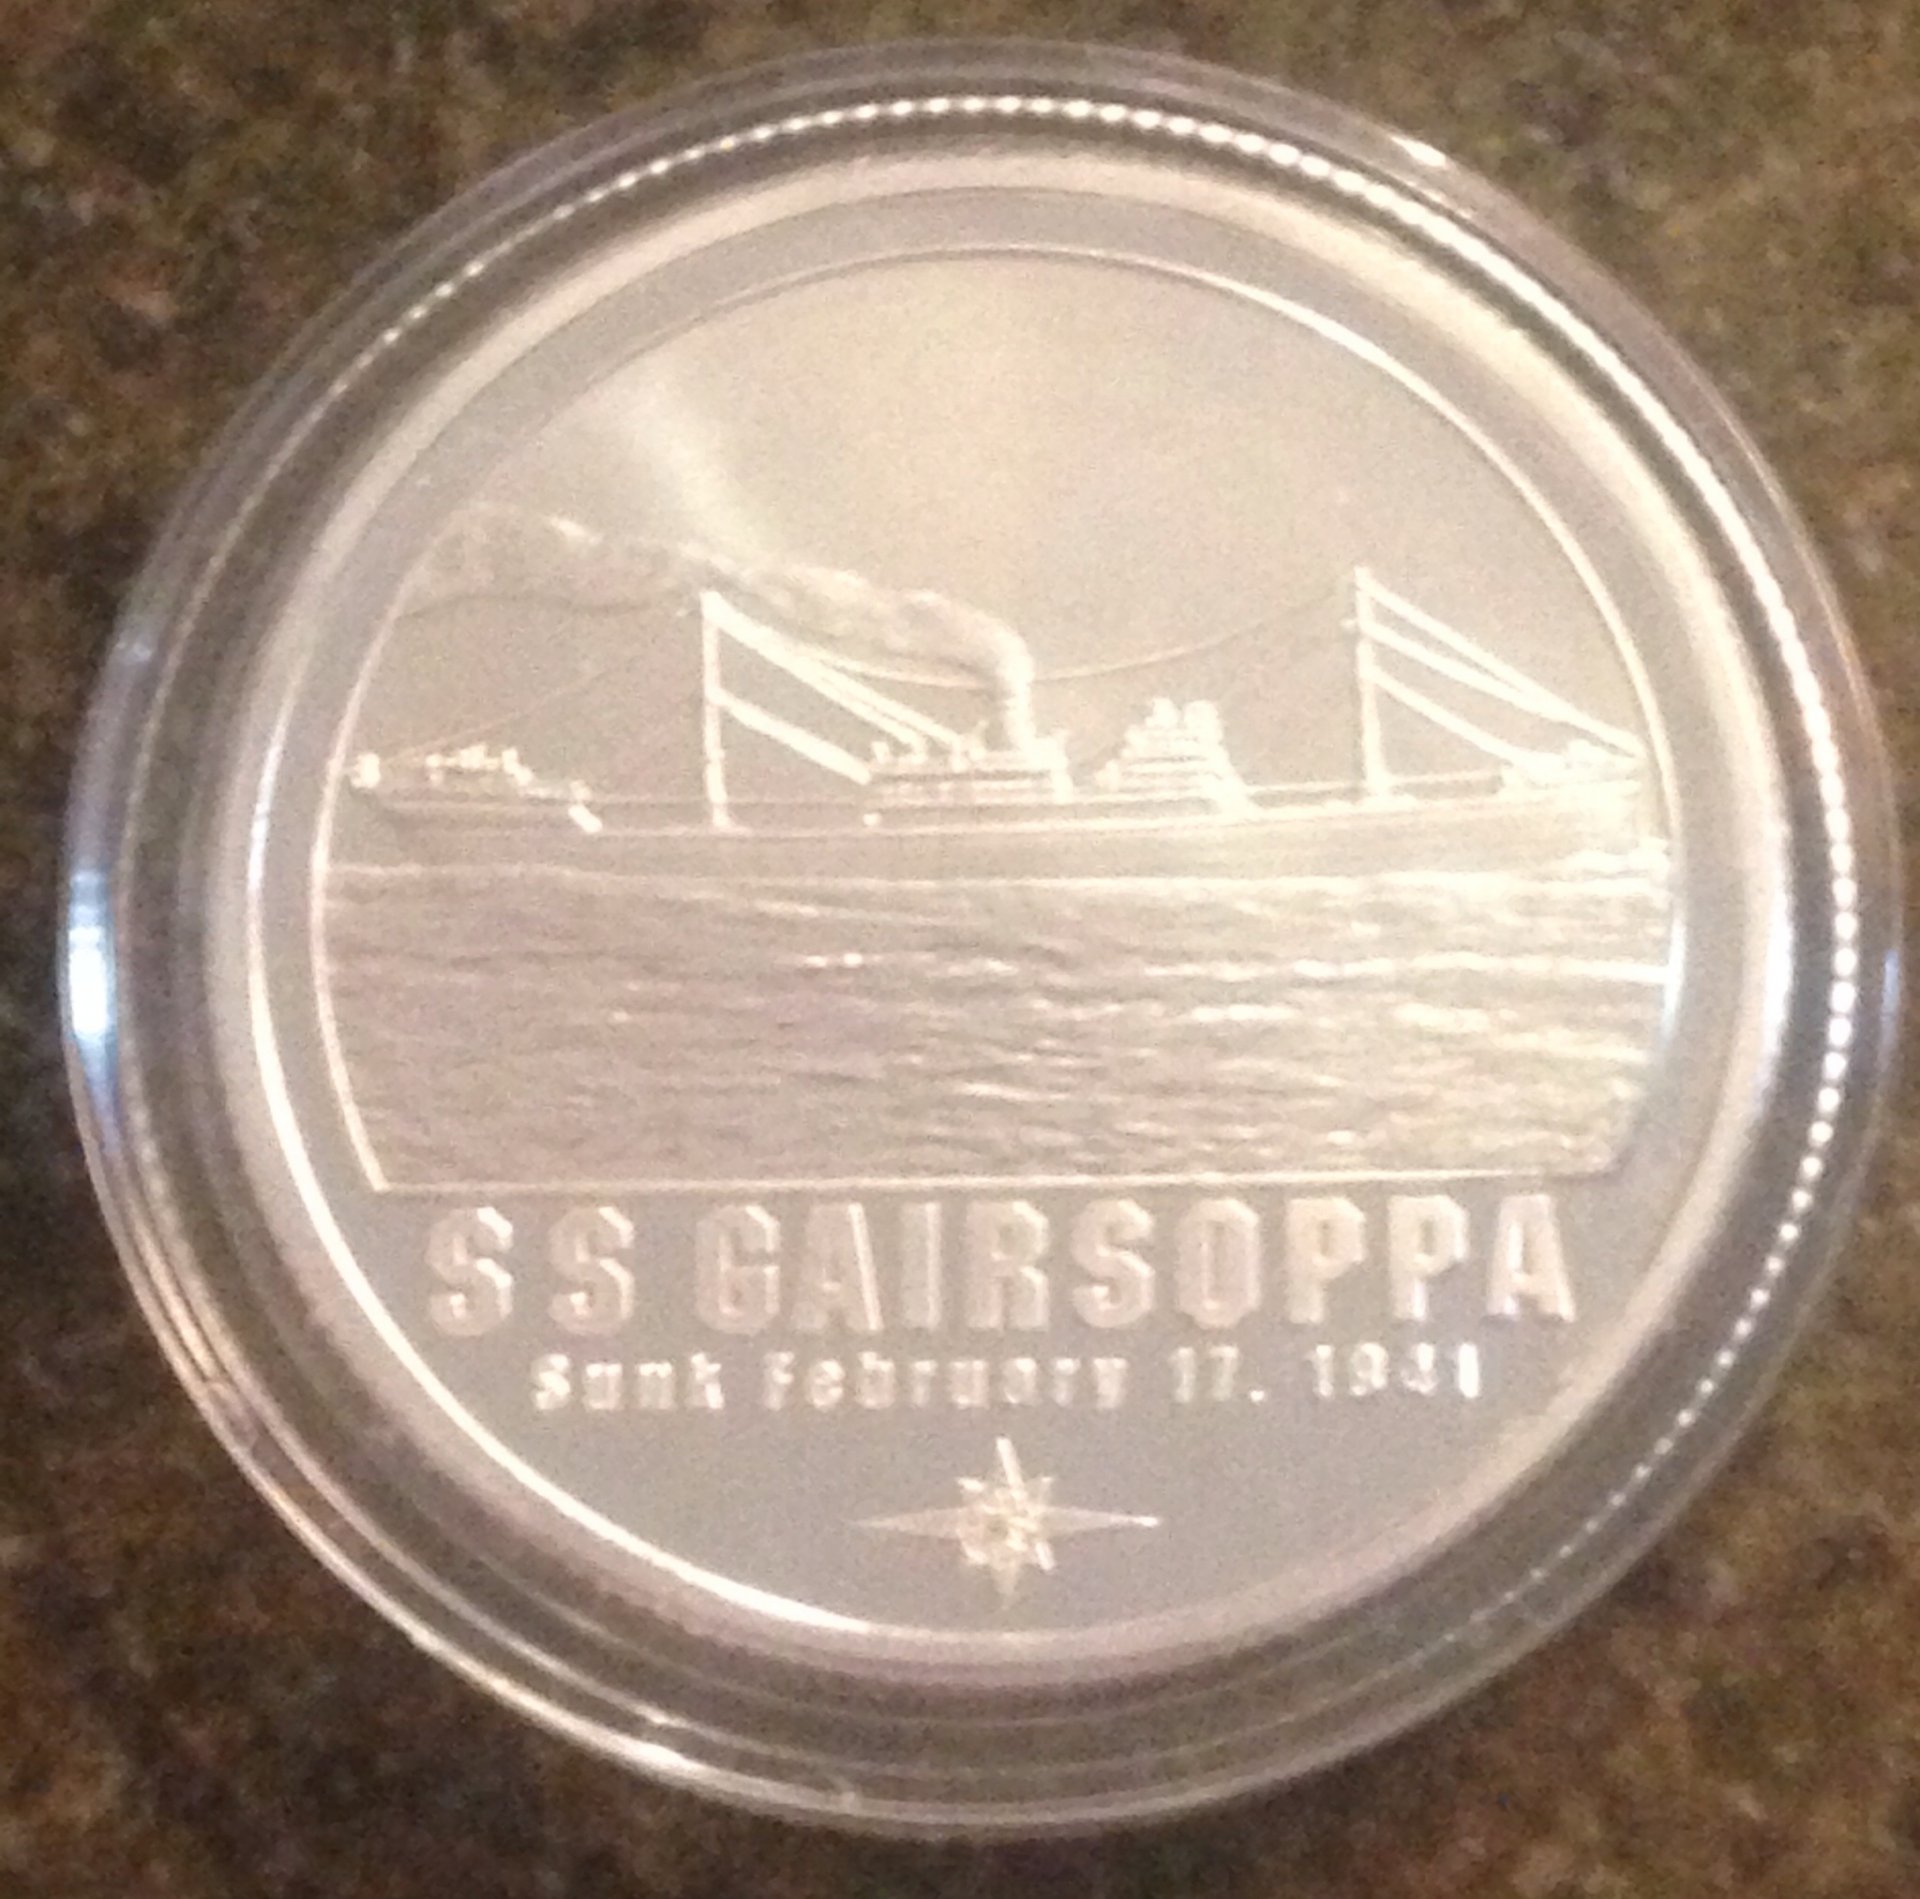 SS GAIRSOPPA
Sunk February 17, 1941